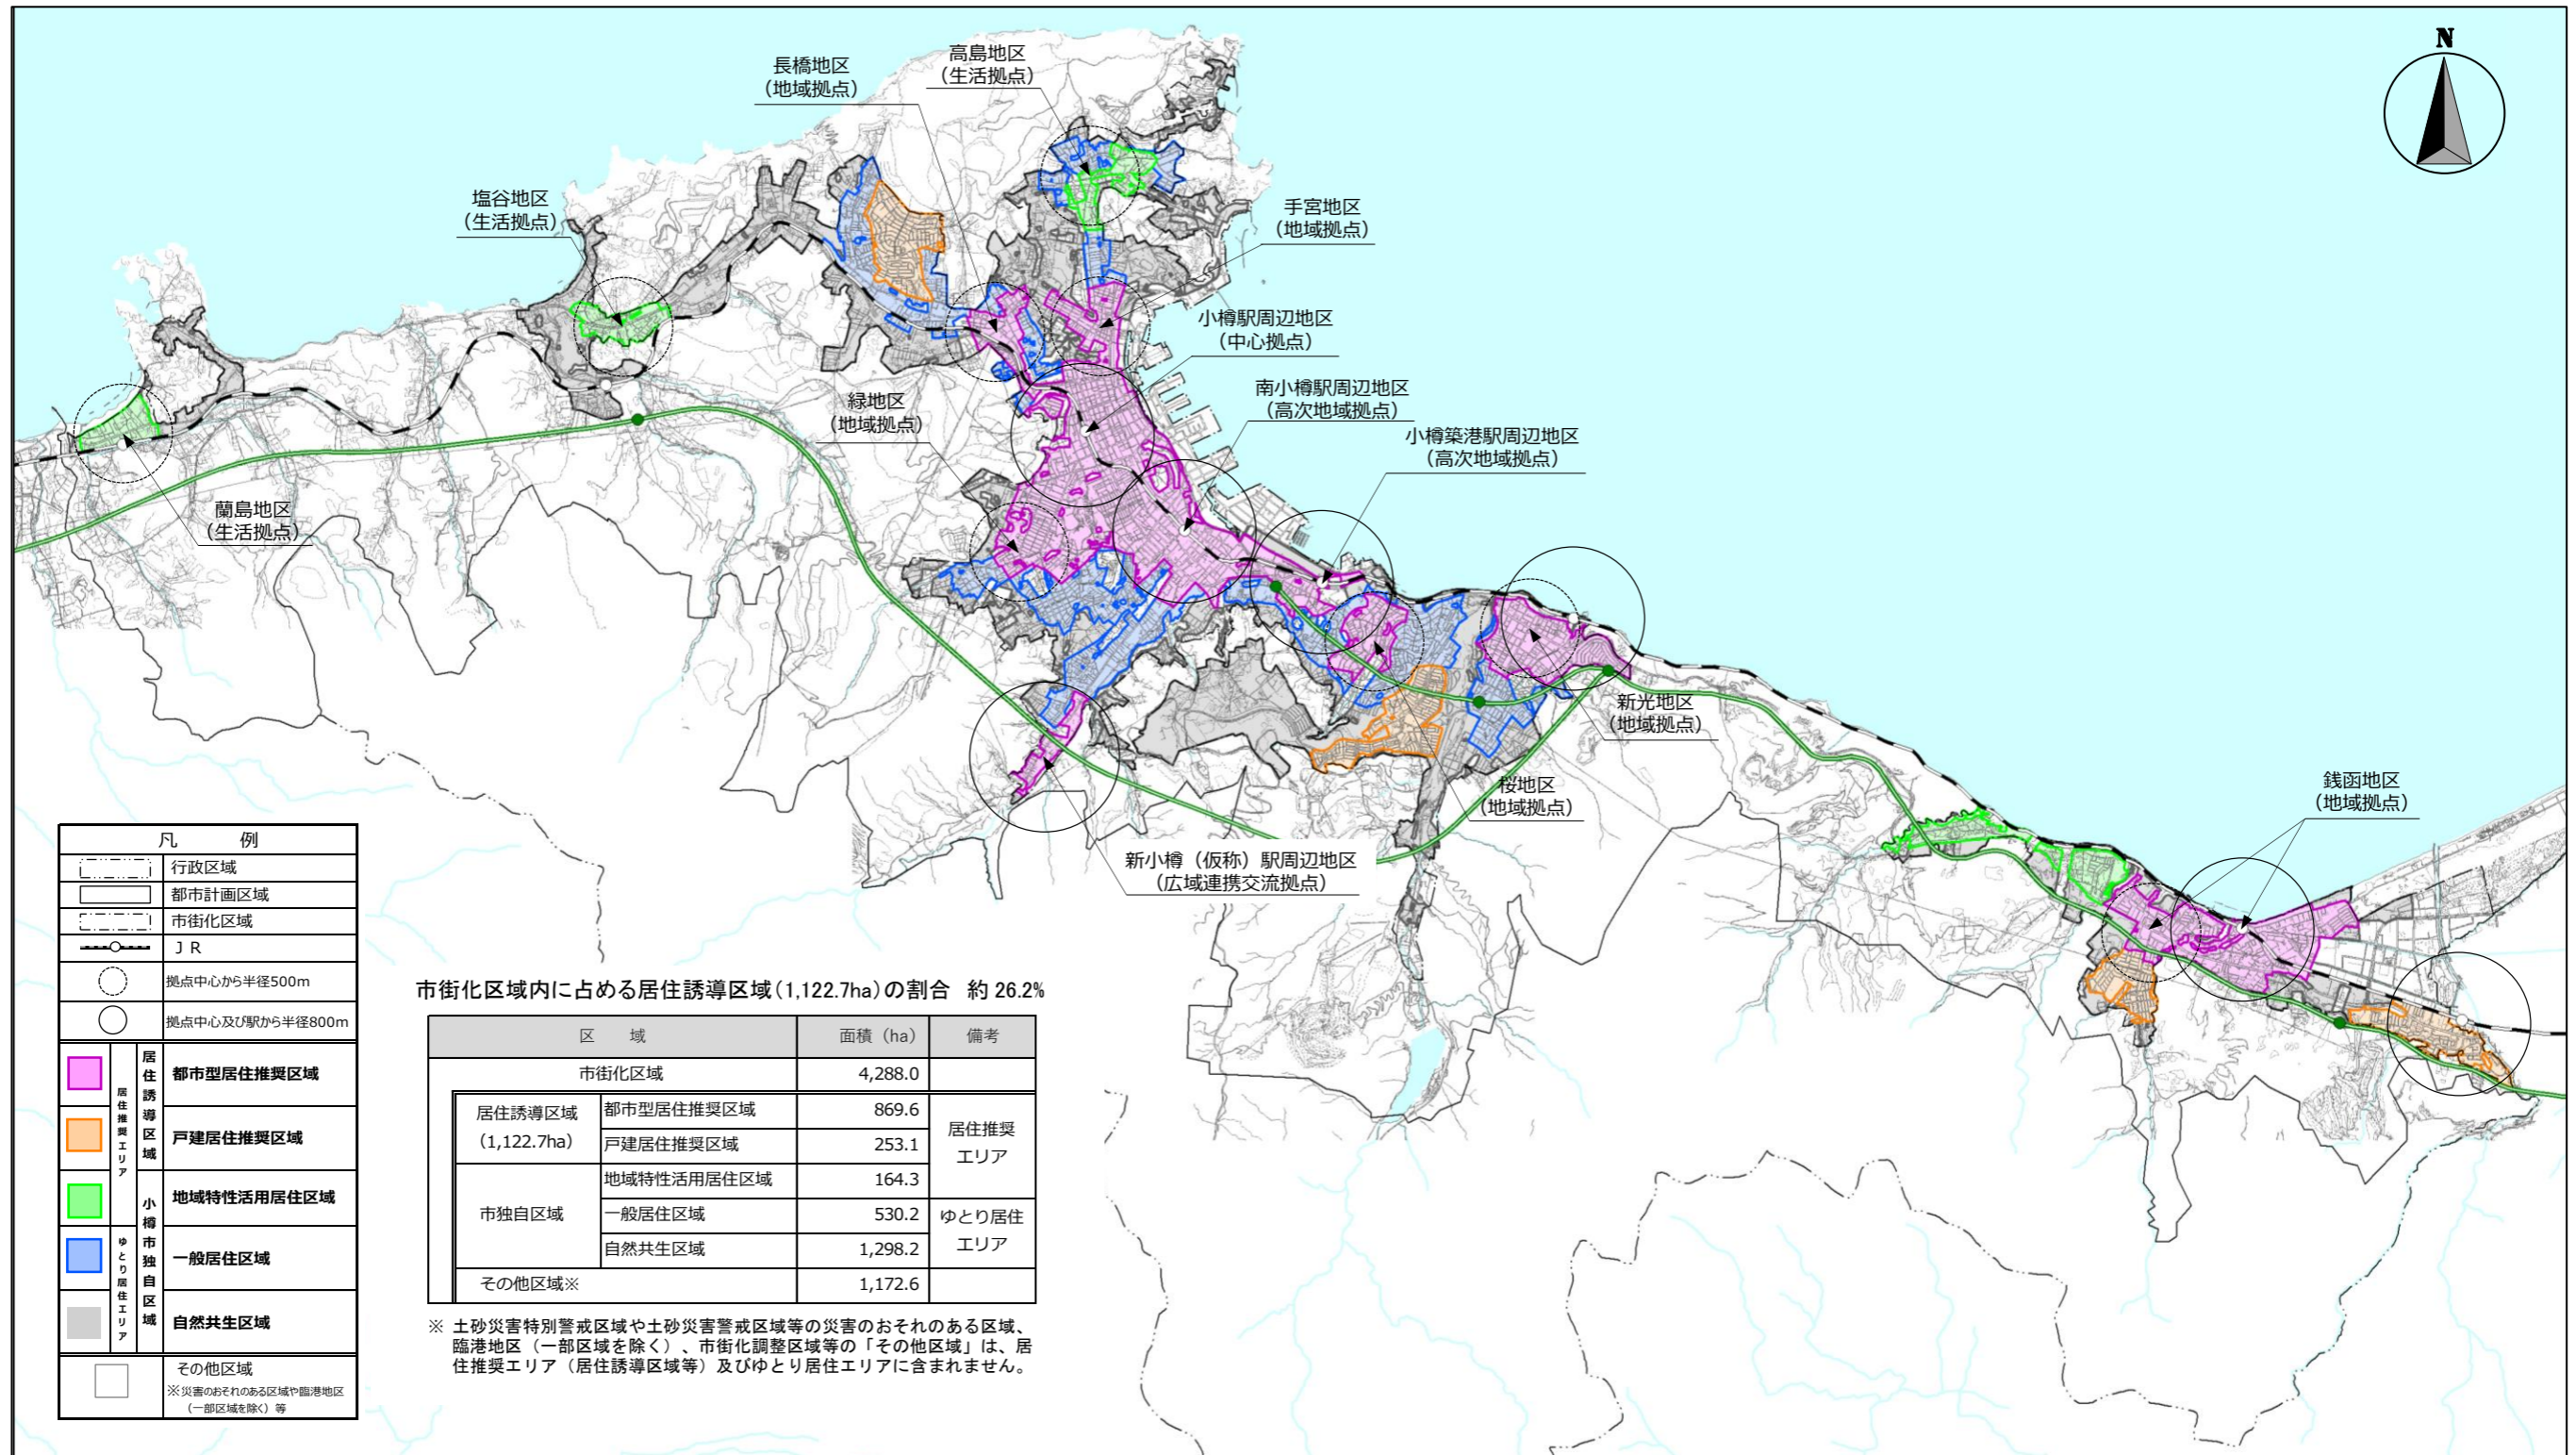 N
高島地区
（生活拠点）
長橋地区
（地域拠点）
塩谷地区
（生活拠点）
手宮地区
（地域拠点）
小樽駅周辺地区
（中心拠点）
南小樽駅周辺地区
（高次地域拠点）
緑地区
（地域拠点）
小樽築港駅周辺地区
（高次地域拠点）
蘭島地区
（生活拠点）
新光地区
（地域拠点）
桜地区
（地域拠点）
銭函地区
（地域拠点）
新小樽（仮称）駅周辺地区
（広域連携交流拠点）
凡　例
行政区域
都市計画区域
市街化区域
ＪＲ
拠点中心から半径500m
拠点中心及び駅から半径800m
居住推奨エリア
居住誘導区域
都市型居住推奨区域
戸建居住推奨区域
小樽市独自区域
地域特性活用居住区域
ゆとり居住エリア
一般居住区域
自然共生区域
その他区域
※災害のおそれのある区域や臨港地区
（一部区域を除く）等
市街化区域内に占める居住誘導区域（1,122.7ha）の割合　約 26.2%
区　域　面積（ha）　備考
市街化区域　4,288.0
居住誘導区域
（1,122.7ha）
都市型居住推奨区域　869.6
戸建居住推奨区域　253.1
居住推奨
エリア
市独自区域
地域特性活用居住区域　164.3
一般居住区域　530.2
自然共生区域　1,298.2
ゆとり居住
エリア
その他区域※　1,172.6
※ 土砂災害特別警戒区域や土砂災害警戒区域等の災害のおそれのある区域、
臨港地区（一部区域を除く）、市街化調整区域等の「その他区域」は、居
住推奨エリア（居住誘導区域等）及びゆとり居住エリアに含まれません。